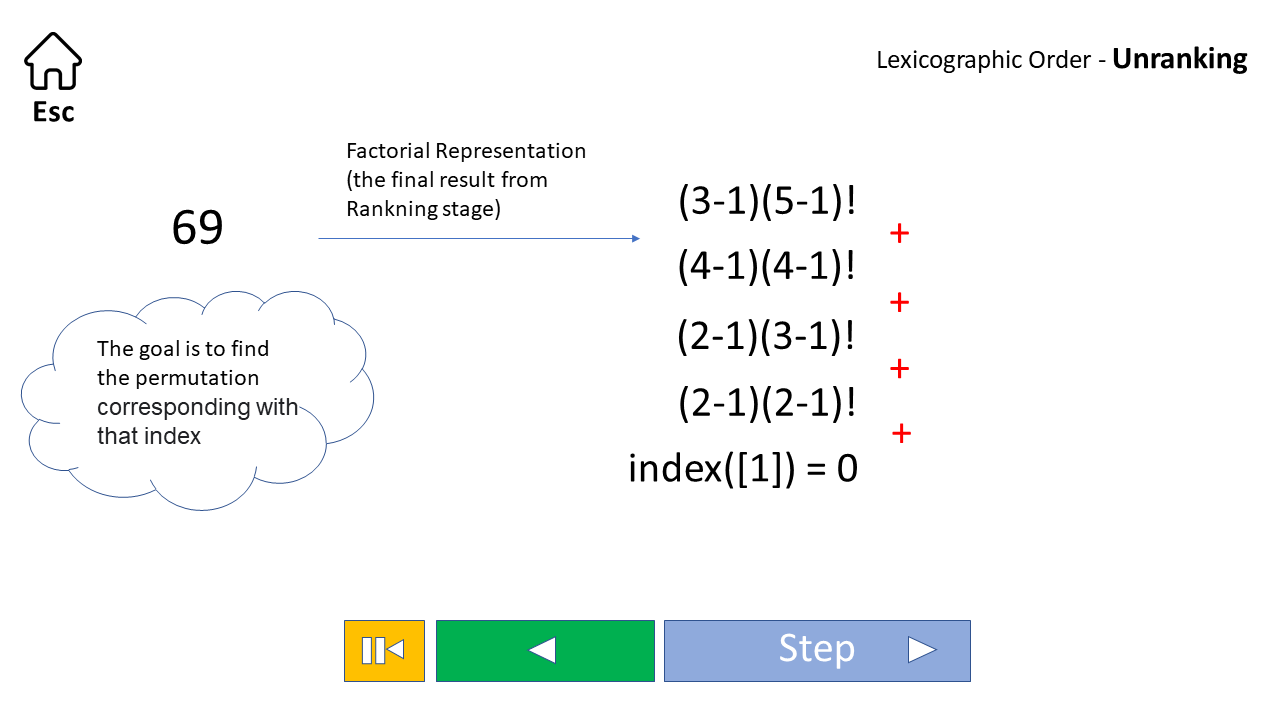 Lexicographic Order - Unranking
Esc
Factorial Representation
(the final result from
Rankning stage)
69
(3-1)(5-1)!
+
(4-1)(4-1)!
+
(2-1)(3-1)!
+
(2-1)(2-1)!
+
index([1]) = 0
The goal is to find
the permutation
corresponding with
that index
Step